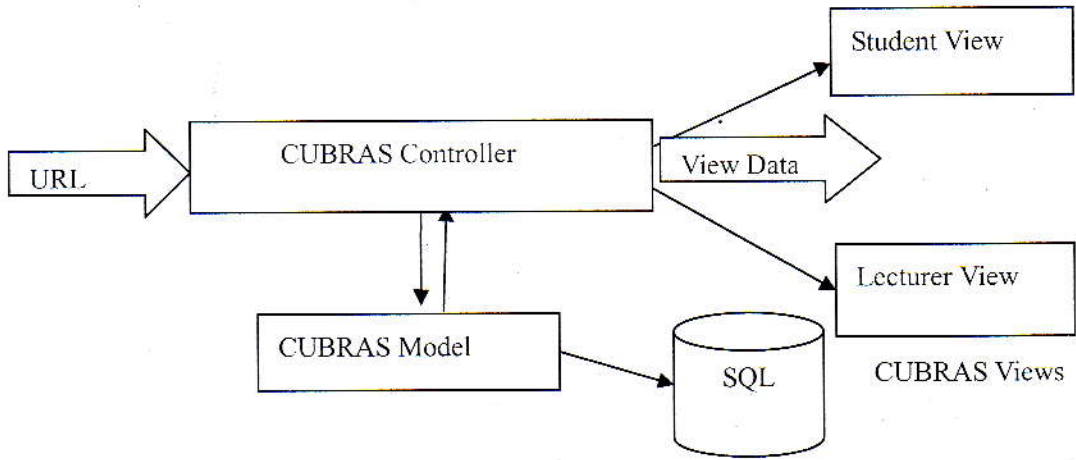 Student View
CUBRAS Controller
URL
View Data
Lecturer View
CUBRAS Model
SQL
CUBRAS Views